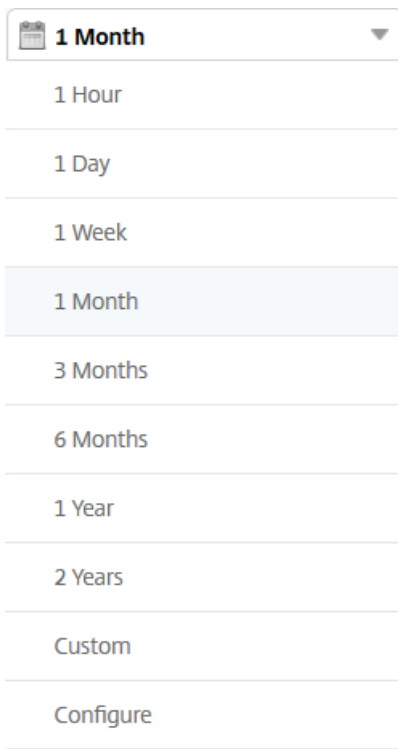 1 Month
1 Hour
1 Day
1 Week
1 Month
3 Months
6 Months
1 Year
2 Years
Custom
Configure